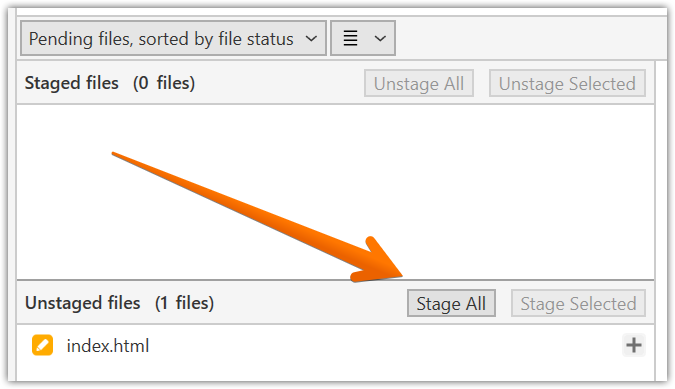 Pending files, sorted by file status
Staged files (0 files) Unstage All Unstage Selected
Unstaged files (1 files) Stage All Stage Selected
index.html